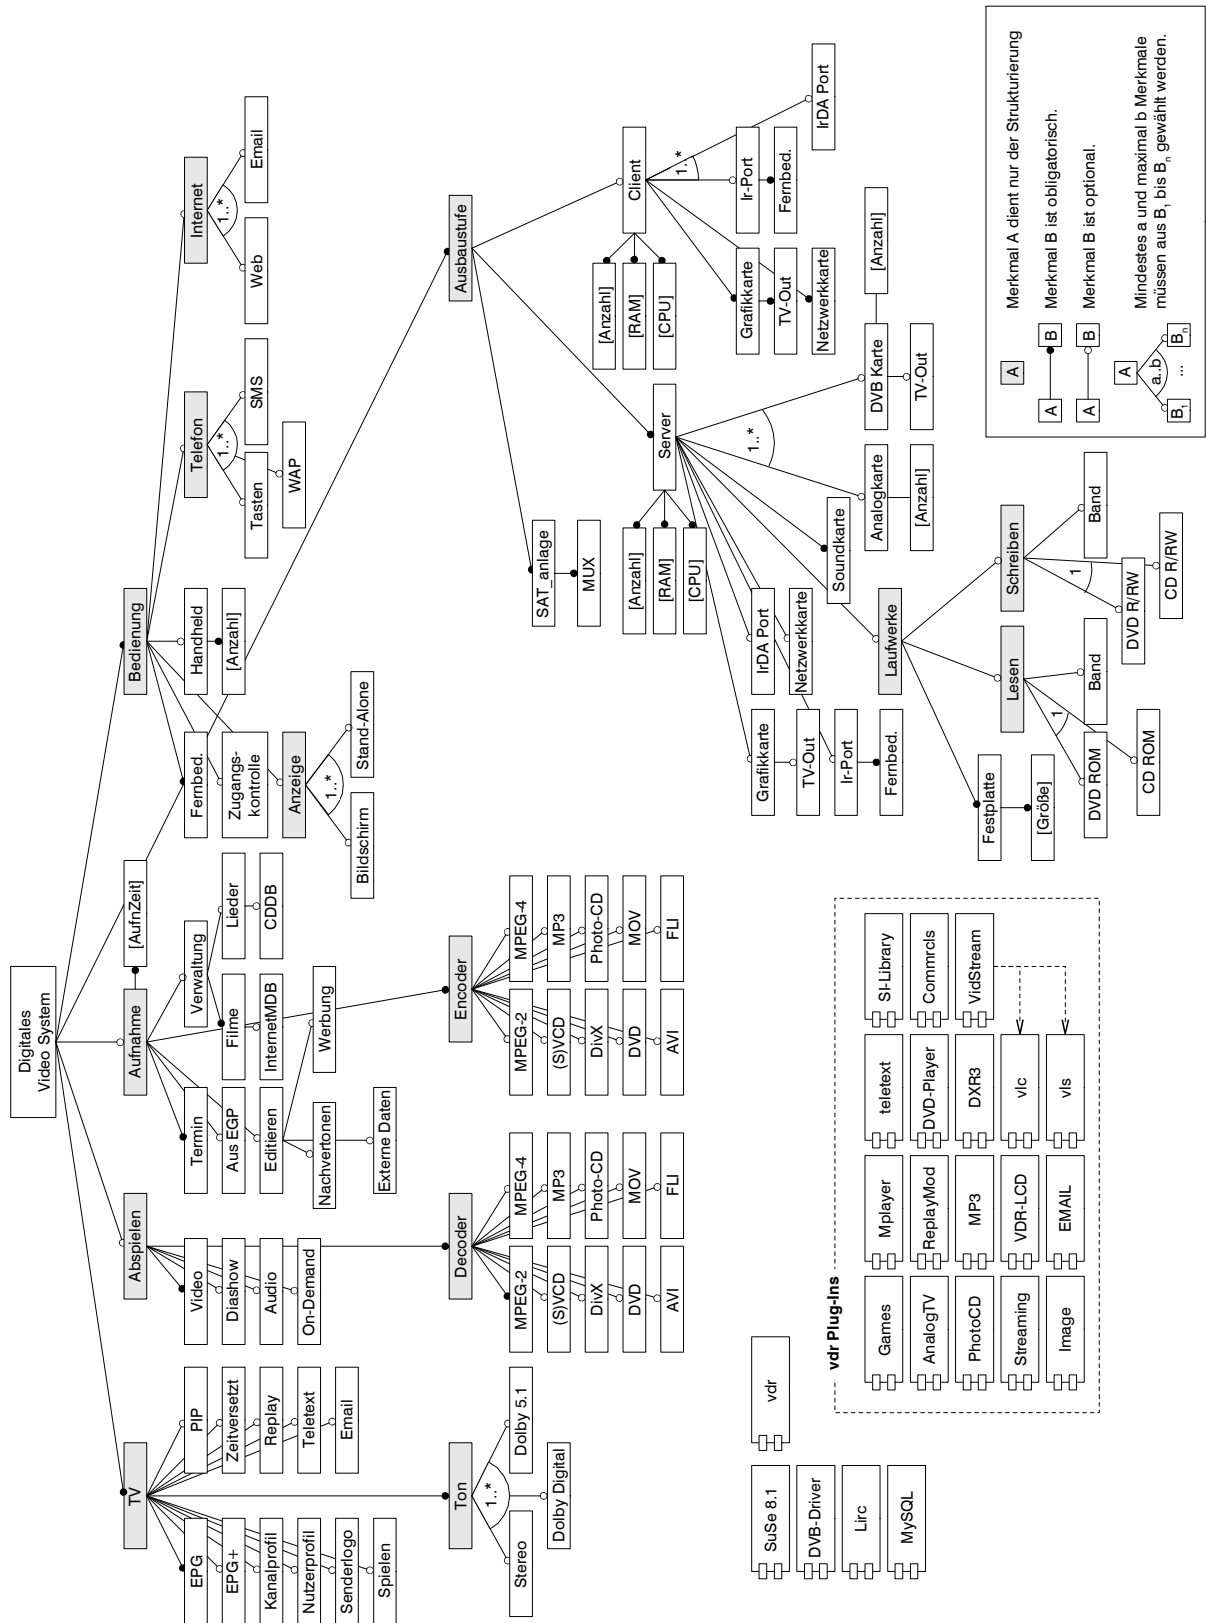 Digitales
Video System
TV
EPG
EPG+
Kanalprofil
Nutzerprofil
Senderlogo
Spielen
PIP
Zeitversetzt
Replay
Teletext
Email
Ton
1..*
Stereo
Dolby Digital
Dolby 5.1
Abspielen
Video
Diashow
Audio
On-Demand
Decoder
MPEG-2
(S)VCD
DivX
DVD
AVI
MPEG-4
MP3
Photo-CD
MOV
FLI
Aufnahme
[AufnZeit]
Termin
Aus EGP
Editieren
Nachvertonen
Externe Daten
Werbung
Verwaltung
Filme
InternetMDB
Lieder
CDDB
Encoder
MPEG-2
(S)VCD
DivX
DVD
AVI
MPEG-4
MP3
Photo-CD
MOV
FLI
Bedienung
Fernbed.
Zugangs-
kontrolle
Anzeige
1..*
Bildschirm
Stand-Alone
Handheld
[Anzahl]
Telefon
1..*
Tasten
WAP
SMS
Internet
1..*
Web
Email
Ausbaustufe
SAT_anlage
MUX
Server
[Anzahl]
[RAM]
[CPU]
1..*
Grafikkarte
TV-Out
Ir-Port
Fernbed.
IrDA Port
Netzwerkkarte
Soundkarte
Analogkarte
[Anzahl]
DVB Karte
[Anzahl]
TV-Out
Laufwerke
Festplatte
[Größe]
Lesen
1
DVD ROM
CD ROM
Band
Schreiben
1
DVD R/RW
CD R/RW
Band
Client
[Anzahl]
[RAM]
[CPU]
1..*
Grafikkarte
TV-Out
Netzwerkkarte
Ir-Port
Fernbed.
IrDA Port
SuSe 8.1
DVB-Driver
Lirc
MySQL
vdr
vdr Plug-Ins
Games
AnalogTV
PhotoCD
Streaming
Image
Mplayer
ReplayMod
MP3
VDR-LCD
EMAIL
teletext
DVD-Player
DXR3
vlc
vls
SI-Library
Commrcls
VidStream
A
Merkmal A dient nur der Strukturierung
A B
Merkmal B ist obligatorisch.
A B
Merkmal B ist optional.
A
a..b
B1 ... Bn
Mindestes a und maximal b Merkmale
müssen aus B1 bis Bn gewählt werden.